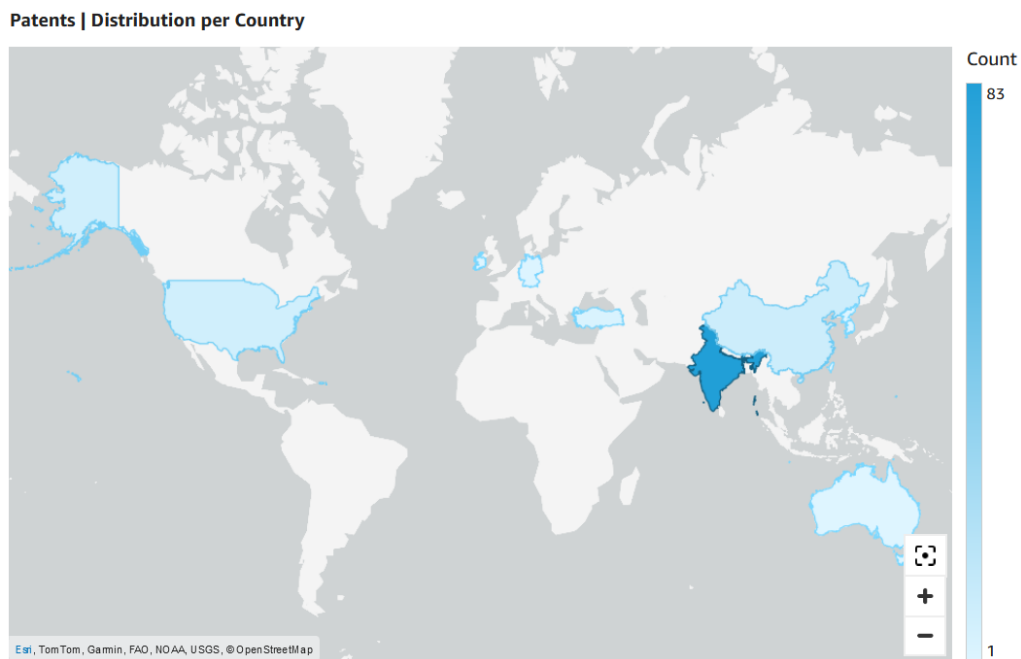 Patents | Distribution per Country
Count
83
1
+
−
Esri, TomTom, Garmin, FAO, NOAA, USGS, © OpenStreetMap